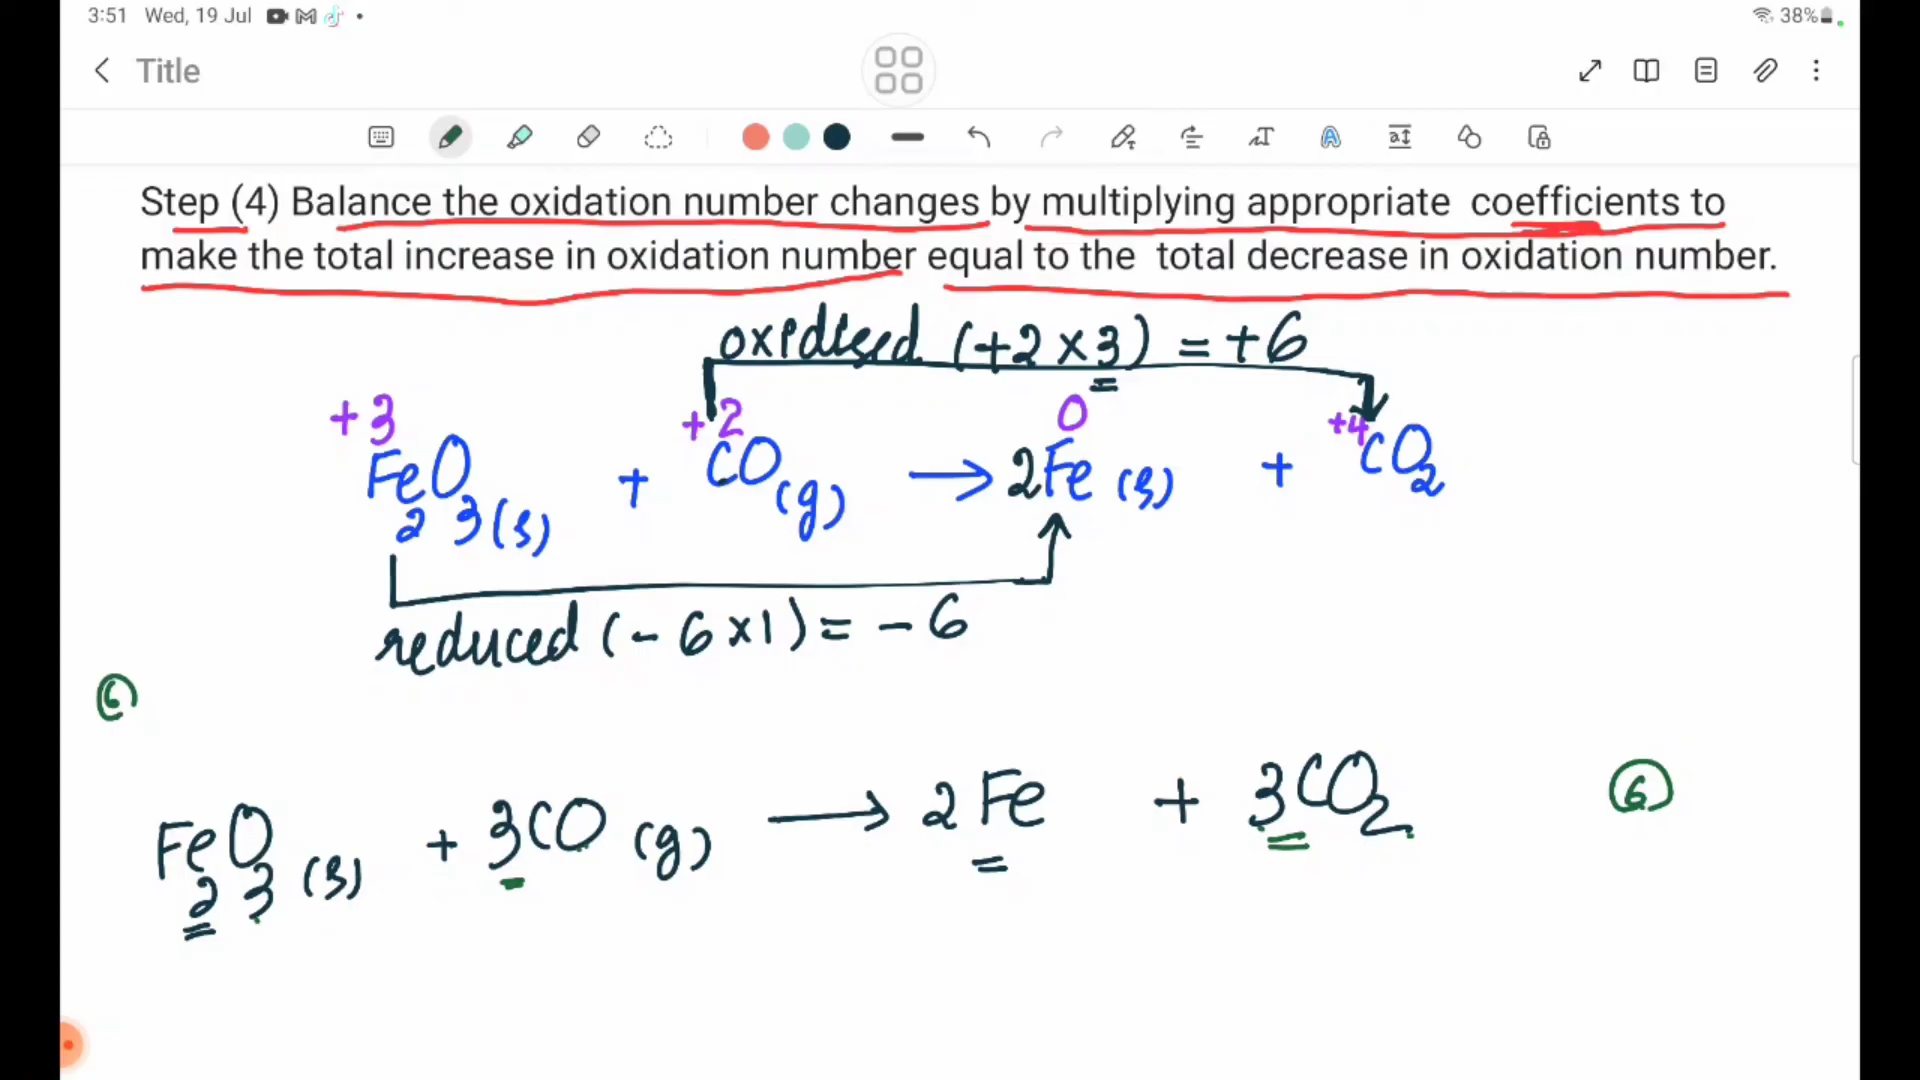 3:51 Wed, 19 Jul
38%
Title
Step (4) Balance the oxidation number changes by multiplying appropriate coefficients to
make the total increase in oxidation number equal to the total decrease in oxidation number.
oxidised (+2 × 3) = +6
+3 +2 0 +4
Fe₂O₃(s) + CO(g) → 2Fe(s) + CO₂
reduced (- 6 × 1) = - 6
6
6
Fe₂O₃(s) + 3CO(g) → 2Fe + 3CO₂